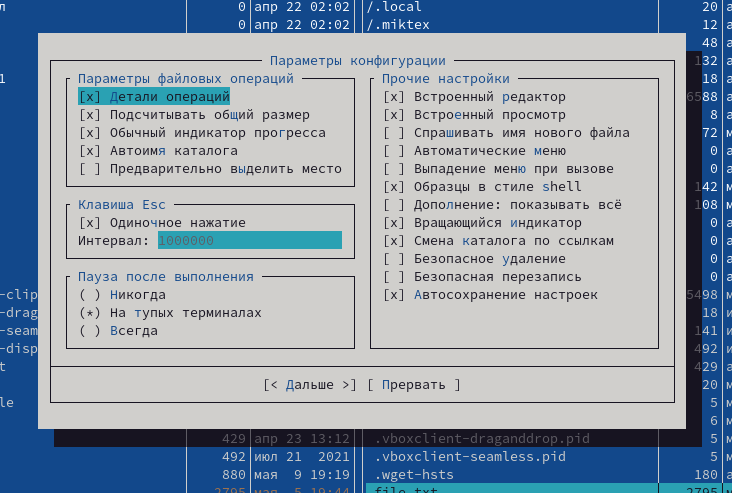 л 0 апр 22 02:02 /.local 20 а
0 апр 22 02:02 /.miktex 12 а
48 а
Параметры конфигурации
132 а
Параметры файловых операций
[x] Детали операций
[x] Подсчитывать общий размер
[x] Обычный индикатор прогресса
[x] Автоимя каталога
[ ] Предварительно выделить место
Клавиша Esc
[x] Одиночное нажатие
Интервал: 1000000
Пауза после выполнения
( ) Никогда
(*) На тупых терминалах
( ) Всегда
Прочие настройки
[x] Встроенный редактор
[x] Встроенный просмотр
[ ] Спрашивать имя нового файла
[ ] Автоматические меню
[ ] Выпадение меню при вызове
[x] Образцы в стиле shell
[ ] Дополнение: показывать всё
[x] Вращающийся индикатор
[x] Смена каталога по ссылкам
[ ] Безопасное удаление
[ ] Безопасная перезапись
[x] Автосохранение настроек
[< Дальше >] [ Прервать ]
1
-clip
-drag
-seam
-disp
t
le
18 а
6588 а
8 а
72 м
0 а
0 а
142 м
108 м
0 а
0 а
0 а
0 а
5498 м
18 и
141 и
492 и
429 а
20 м
5 м
6 м
429 апр 23 13:12 .vboxclient-draganddrop.pid 5 м
492 июл 21 2021 .vboxclient-seamless.pid 5 м
880 мая 9 19:19 .wget-hsts 180 а
2795 мая 5 19:44 file.txt 2795 м